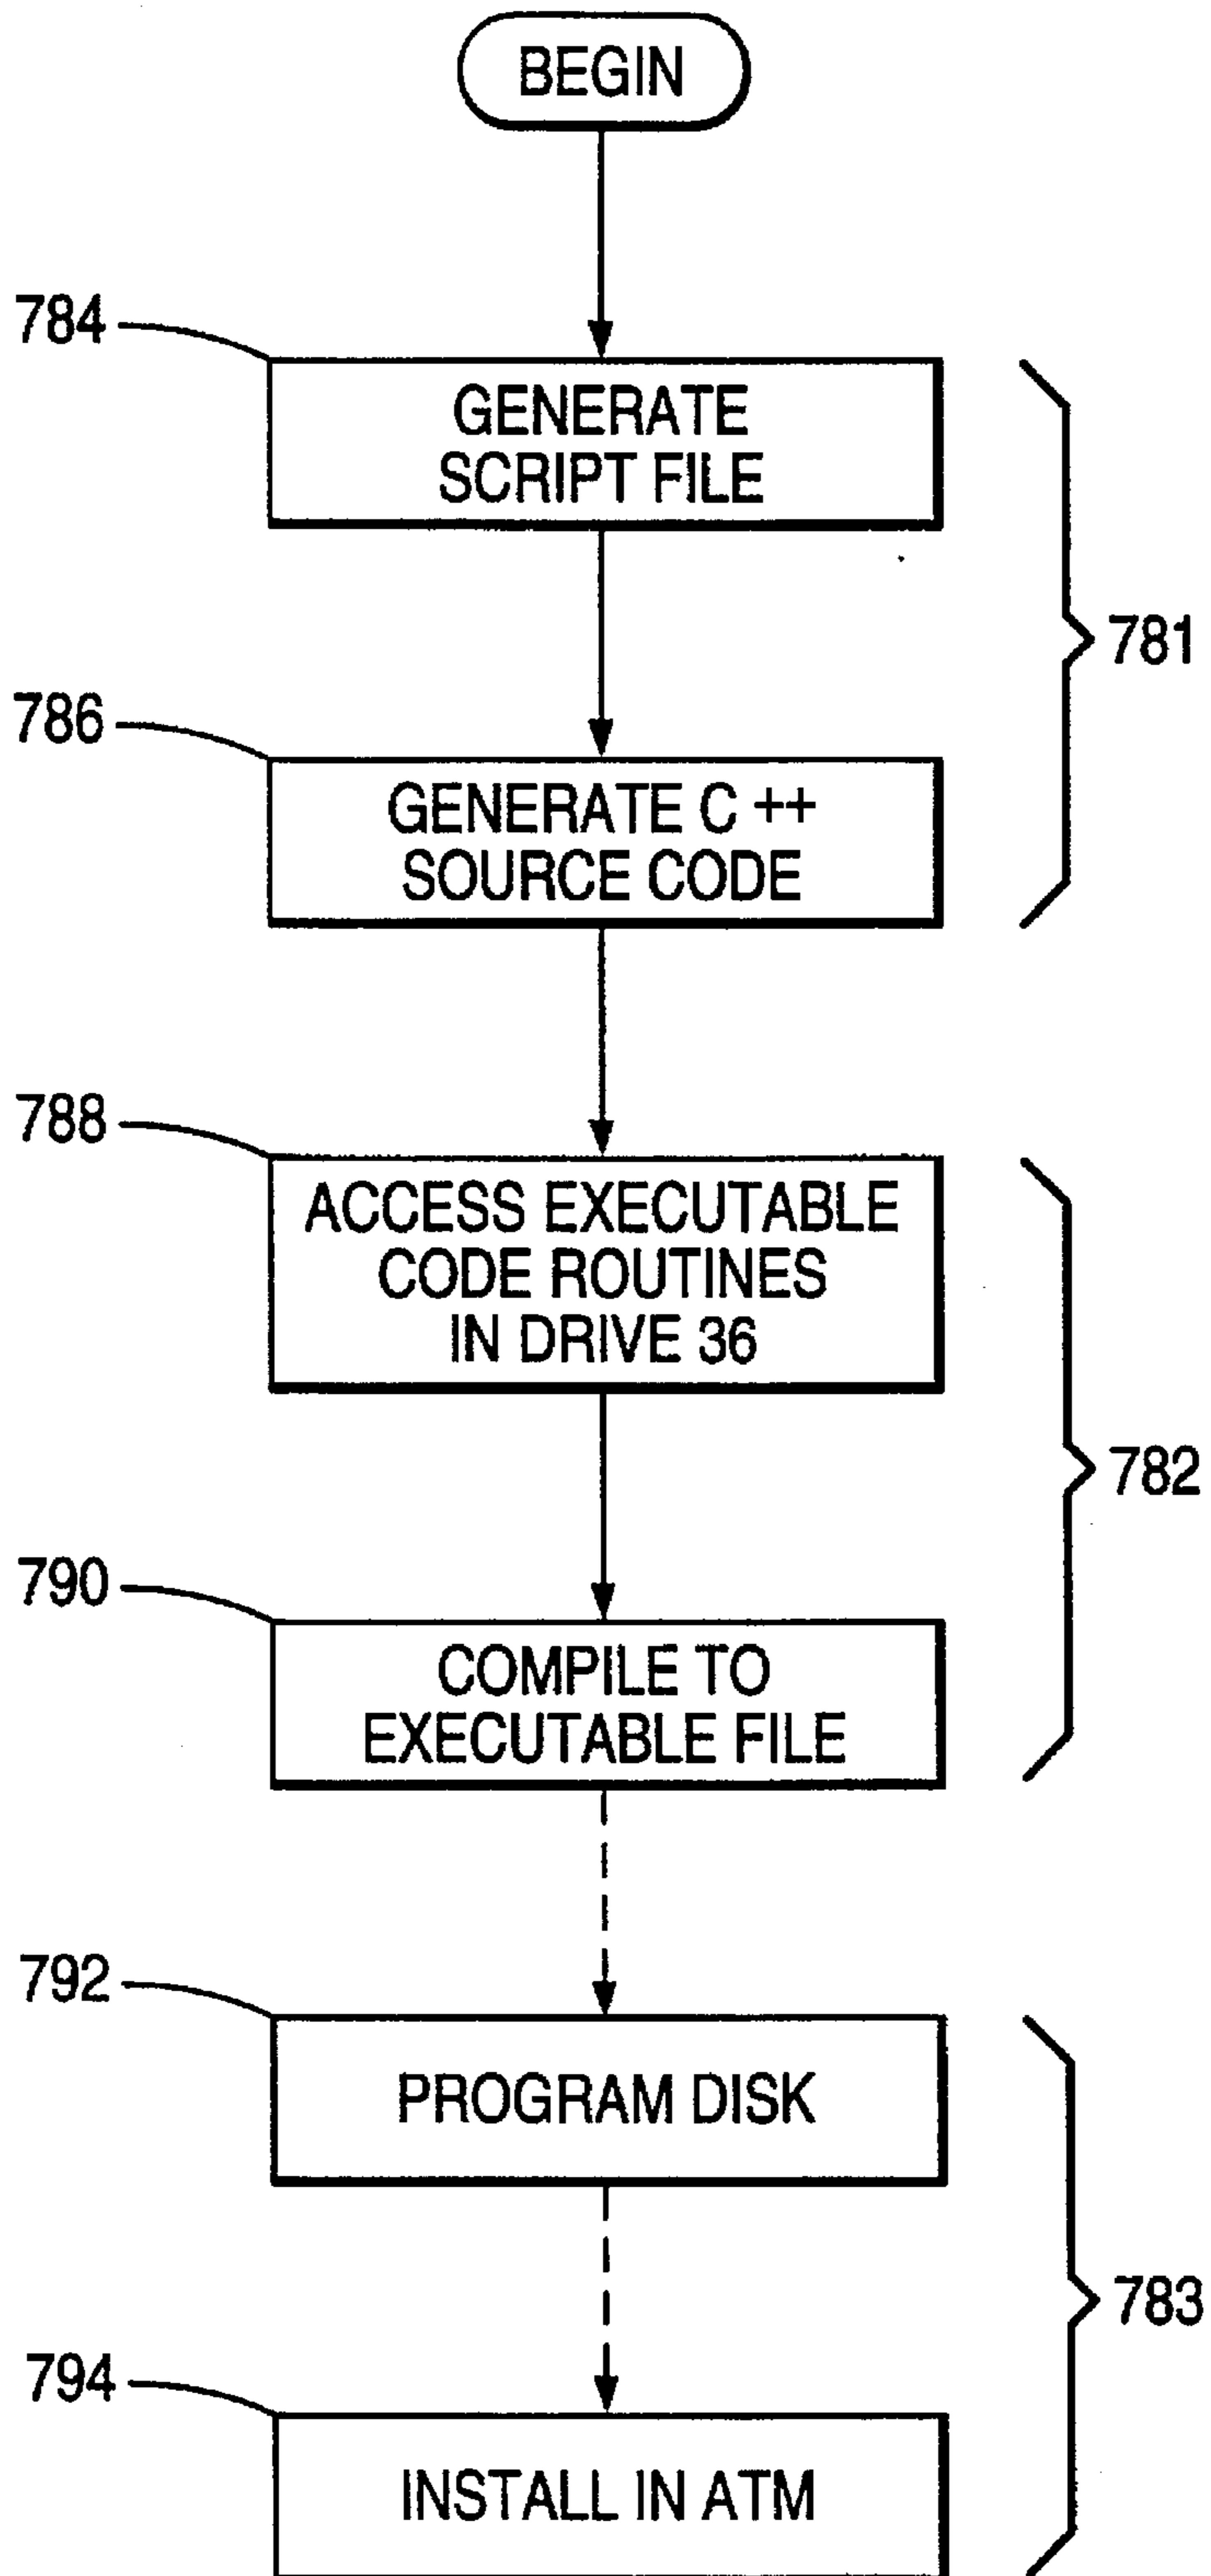 BEGIN
784
GENERATE
SCRIPT FILE
781
786
GENERATE C ++
SOURCE CODE
788
ACCESS EXECUTABLE
CODE ROUTINES
IN DRIVE 36
782
790
COMPILE TO
EXECUTABLE FILE
792
PROGRAM DISK
783
794
INSTALL IN ATM